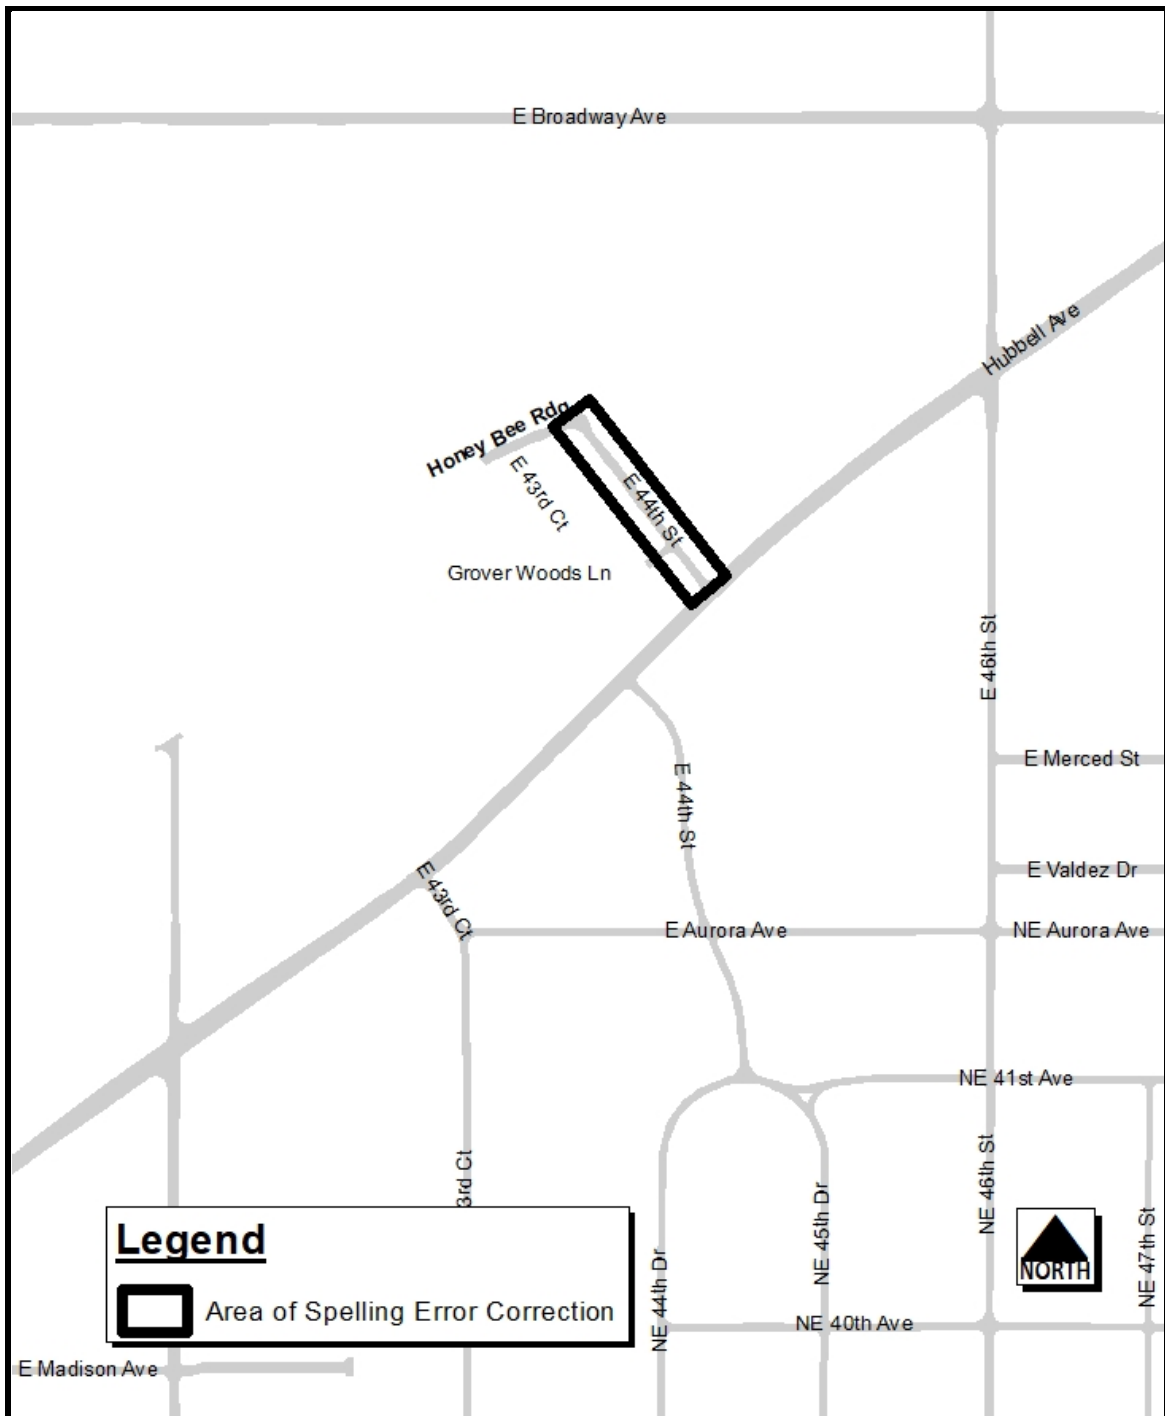 E Broadway Ave
Hubbell Ave
Honey Bee Rdg
E 43rd Ct
E 44th St
Grover Woods Ln
E 46th St
E Merced St
E 44th St
E Valdez Dr
E 43rd Ct
E Aurora Ave
NE Aurora Ave
NE 41st Ave
3rd Ct
NE 46th St
NE 45th Dr
NE 47th St
NE 44th Dr
Legend
Area of Spelling Error Correction
NORTH
NE 40th Ave
E Madison Ave